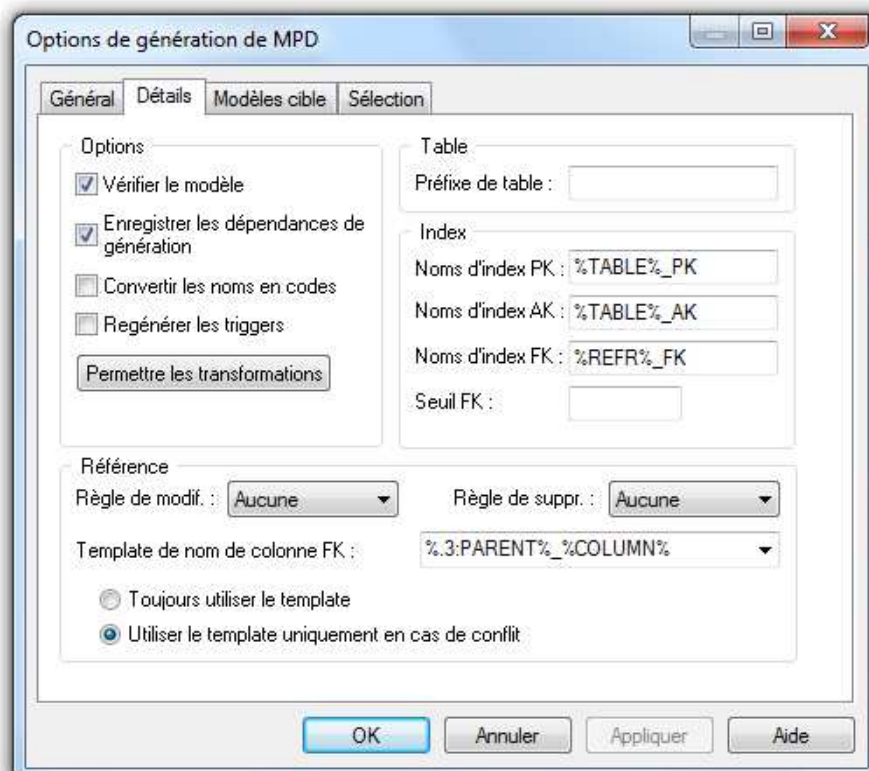 Options de génération de MPD
Général
Détails
Modèles cible
Sélection
Options
Vérifier le modèle
Enregistrer les dépendances de
génération
Convertir les noms en codes
Regénérer les triggers
Permettre les transformations
Table
Préfixe de table :
Index
Noms d'index PK : %TABLE%_PK
Noms d'index AK : %TABLE%_AK
Noms d'index FK : %REFR%_FK
Seuil FK :
Référence
Règle de modif. : Aucune
Règle de suppr. : Aucune
Template de nom de colonne FK : %.3:PARENT%_%COLUMN%
Toujours utiliser le template
Utiliser le template uniquement en cas de conflit
OK
Annuler
Appliquer
Aide